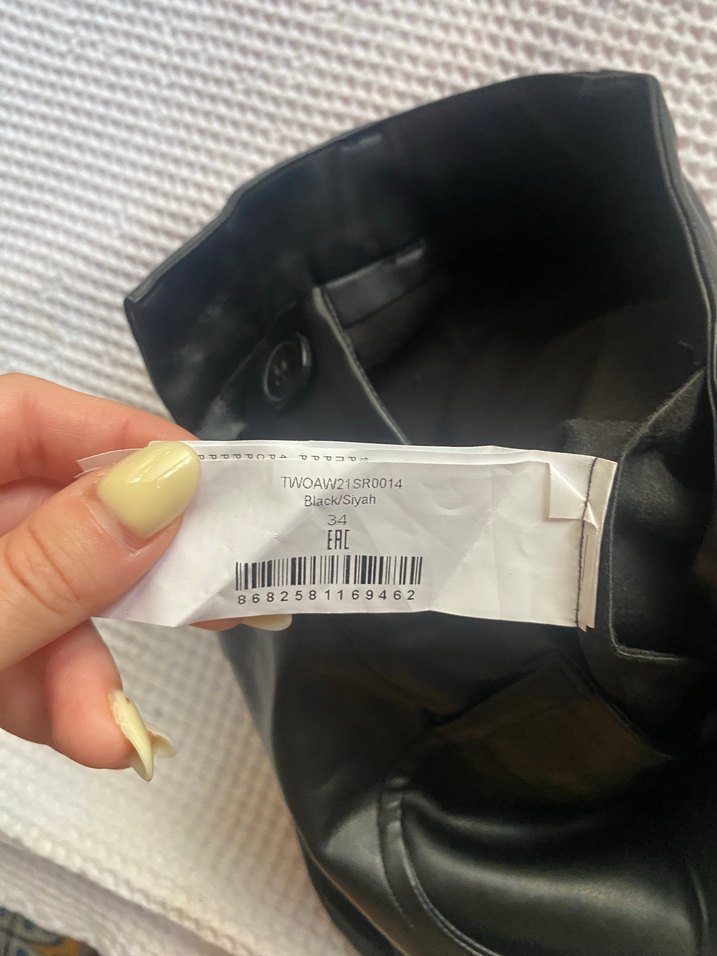 TWOAW21SR0014
Black/Siyah
34
EAC
8682581169462